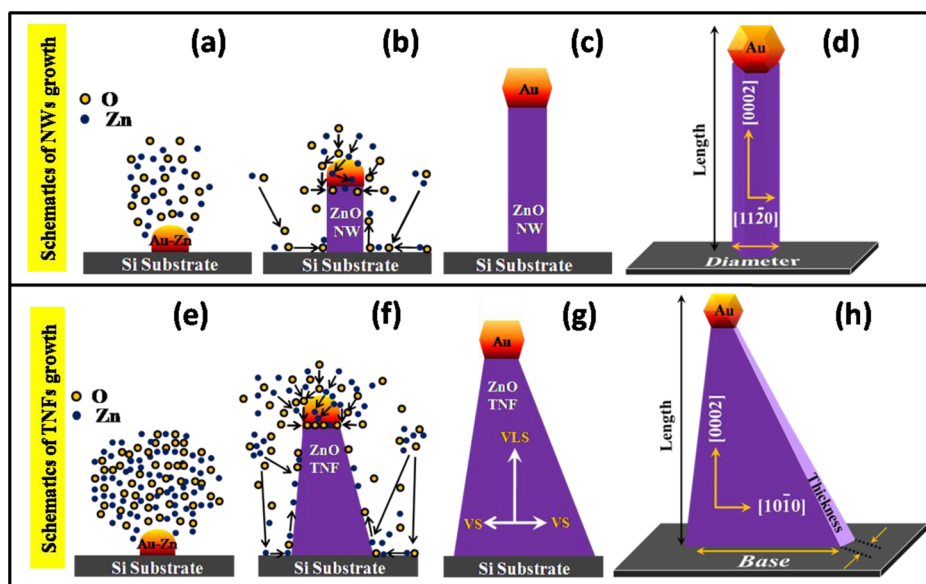 Schematics of NWs growth
(a)
O
Zn
Au-Zn
Si Substrate
(b)
ZnO
NW
Si Substrate
(c)
Au
ZnO
NW
Si Substrate
(d)
Au
Length
[0002]
[112̄0]
Diameter
Schematics of TNFs growth
(e)
O
Zn
Au-Zn
Si Substrate
(f)
ZnO
TNF
Si Substrate
(g)
Au
ZnO
TNF
VLS
VS
VS
Si Substrate
(h)
Au
Length
[0002]
[101̄0]
Thickness
Base